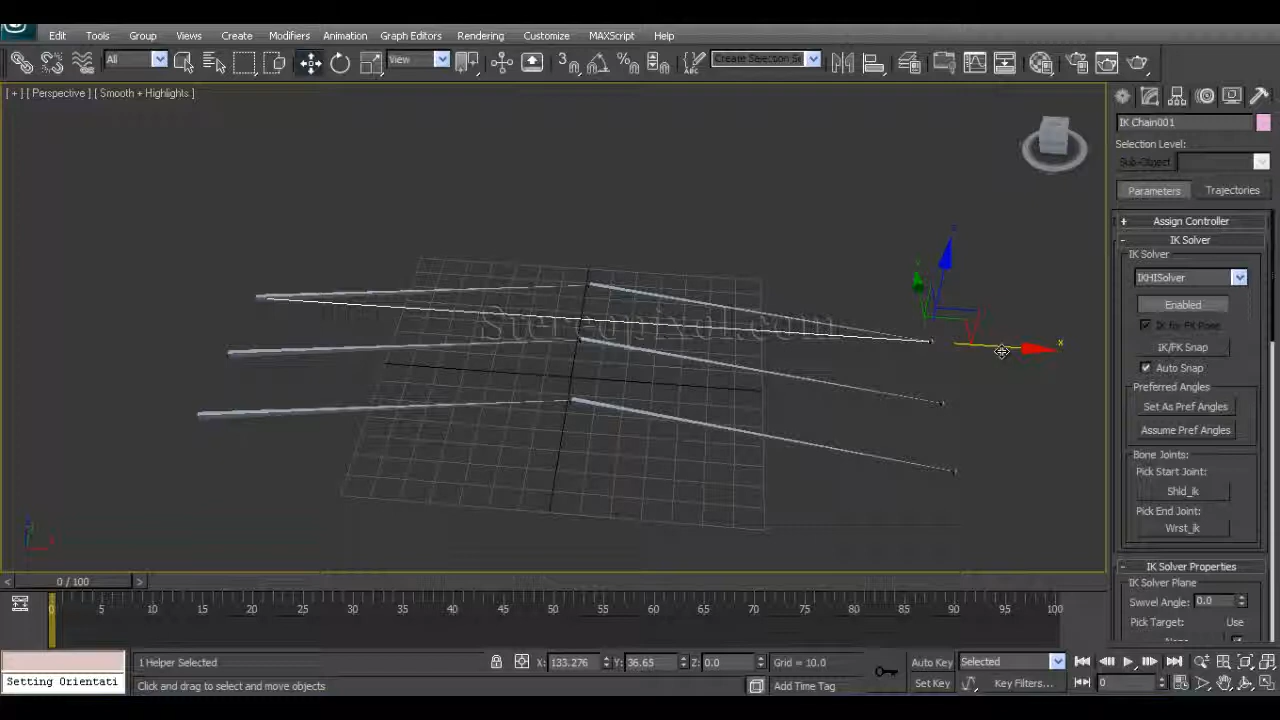 Edit Tools Group Views Create Modifiers Animation Graph Editors Rendering Customize MAXScript Help
All View Create Selection Se
[ + ] [ Perspective ] [ Smooth + Highlights ]
IK Chain001
Selection Level:
Sub-Object
Parameters Trajectories
+ Assign Controller
- IK Solver
IK Solver
IKHISolver
Enabled
IK for FK Pose
IK/FK Snap
Auto Snap
Preferred Angles
Set As Pref Angles
Assume Pref Angles
Bone Joints:
Pick Start Joint:
Shld_ik
Pick End Joint:
Wrst_ik
- IK Solver Properties
IK Solver Plane
Swivel Angle: 0.0
Pick Target: Use
None
Stereopixol.com
x
z
< 0 / 100 >
0 5 10 15 20 25 30 35 40 45 50 55 60 65 70 75 80 85 90 95 100
1 Helper Selected X: 133.276 Y: 36.65 Z: 0.0 Grid = 10.0 Auto Key Selected
Setting Orientati Click and drag to select and move objects Add Time Tag Set Key Key Filters... 0